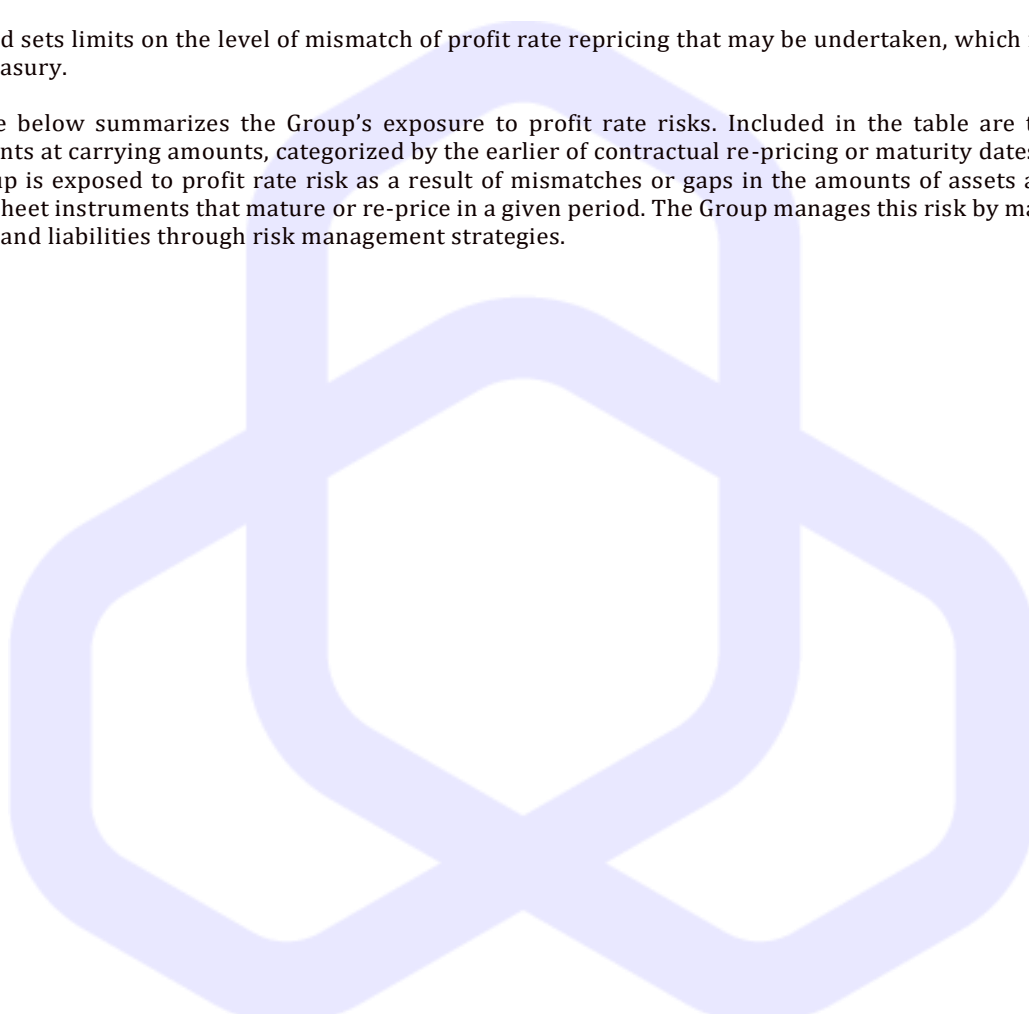 d sets limits on the level of mismatch of profit rate repricing that may be undertaken, which
asury.
e below summarizes the Group’s exposure to profit rate risks. Included in the table are
nts at carrying amounts, categorized by the earlier of contractual re-pricing or maturity dates
up is exposed to profit rate risk as a result of mismatches or gaps in the amounts of assets
heet instruments that mature or re-price in a given period. The Group manages this risk by
and liabilities through risk management strategies.